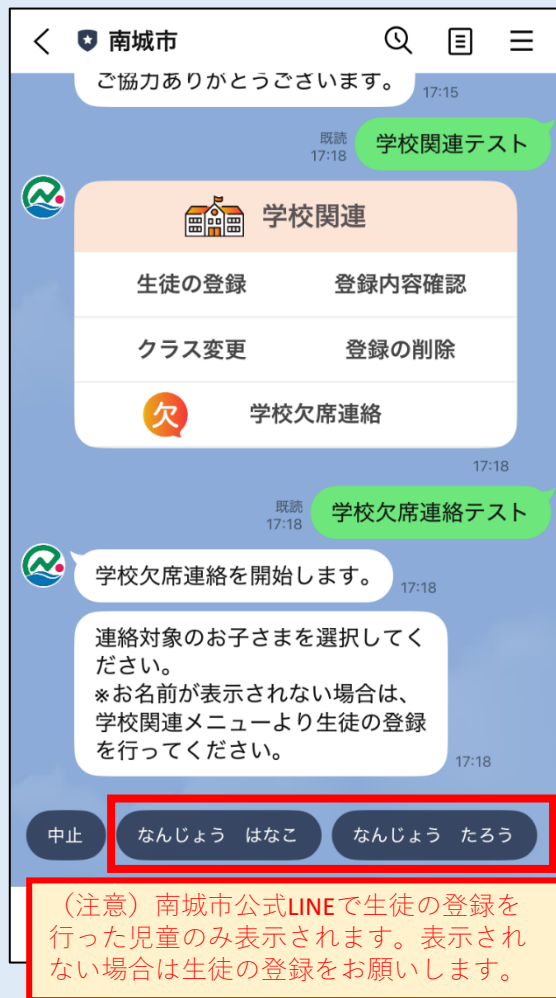 南城市
ご協力ありがとうございます。
17:15
既読
17:18
学校関連テスト
学校関連
生徒の登録
登録内容確認
クラス変更
登録の削除
欠
学校欠席連絡
17:18
既読
17:18
学校欠席連絡テスト
学校欠席連絡を開始します。
17:18
連絡対象のお子さまを選択してく
ださい。
※お名前が表示されない場合は、
学校関連メニューより生徒の登録
を行ってください。
17:18
中止
なんじょう　はなこ
なんじょう　たろう
（注意）南城市公式LINEで生徒の登録を
行った児童のみ表示されます。表示され
ない場合は生徒の登録をお願いします。